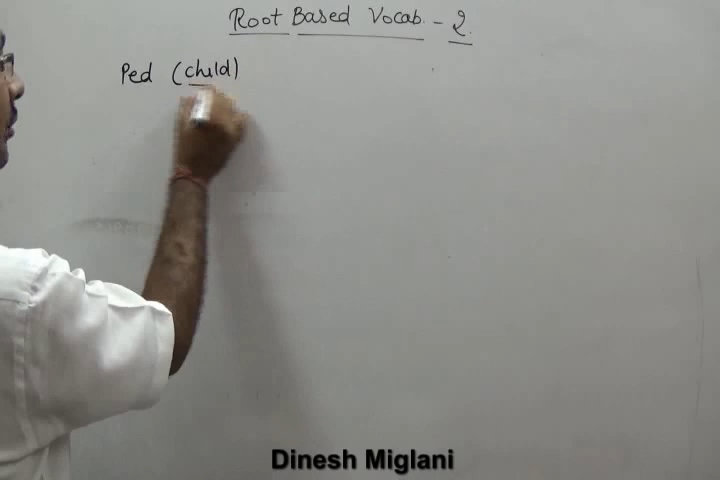 Root Based Vocab. - 2.
Ped (child)
Dinesh Miglani